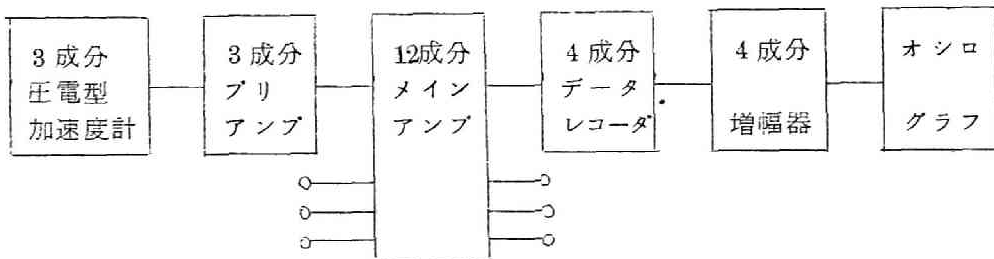 3成分
圧電型
加速度計
3成分
プリ
アンプ
12成分
メイン
アンプ
4成分
データ
レコーダ
4成分
増幅器
オシロ
グラフ